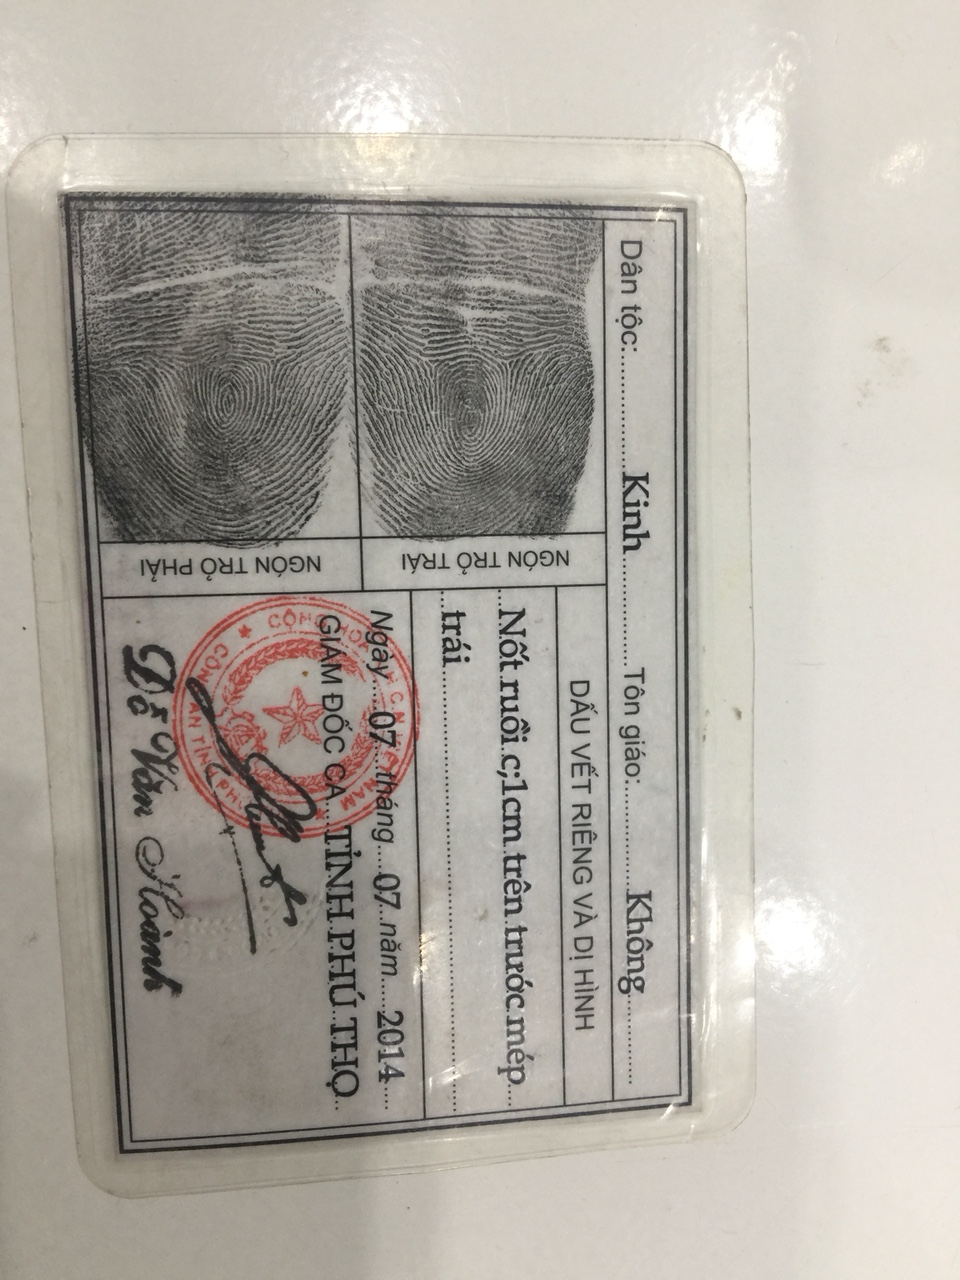 Dân tộc: Kinh Tôn giáo: Không
NGÓN TRỎ TRÁI
NGÓN TRỎ PHẢI
DẤU VẾT RIÊNG VÀ DỊ HÌNH
Nốt ruồi c;1cm trên trước mép
trái
Ngày 07 tháng 07 năm 2014
GIÁM ĐỐC CA TỈNH PHÚ THỌ
CỘNG HÒA X.H.C.N VIỆT NAM
CÔNG AN TỈNH PHÚ
Đỗ Văn Hoành